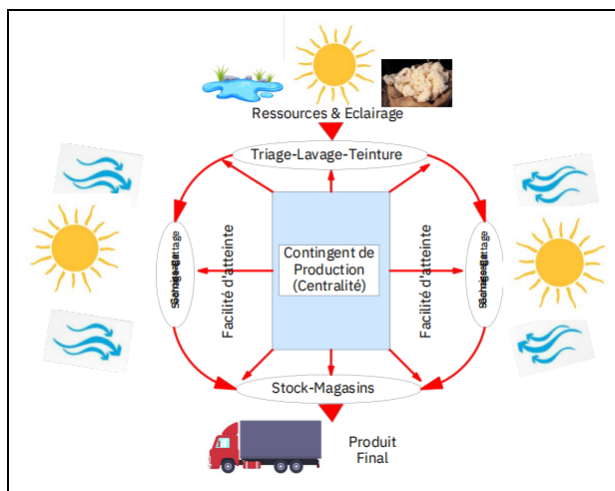 Ressources & Eclairage
Triage-Lavage-Teinture
Facilité d'atteinte
Contingent de
Production
(Centralité)
Facilité d'atteinte
Stock-Magasins
Produit
Final